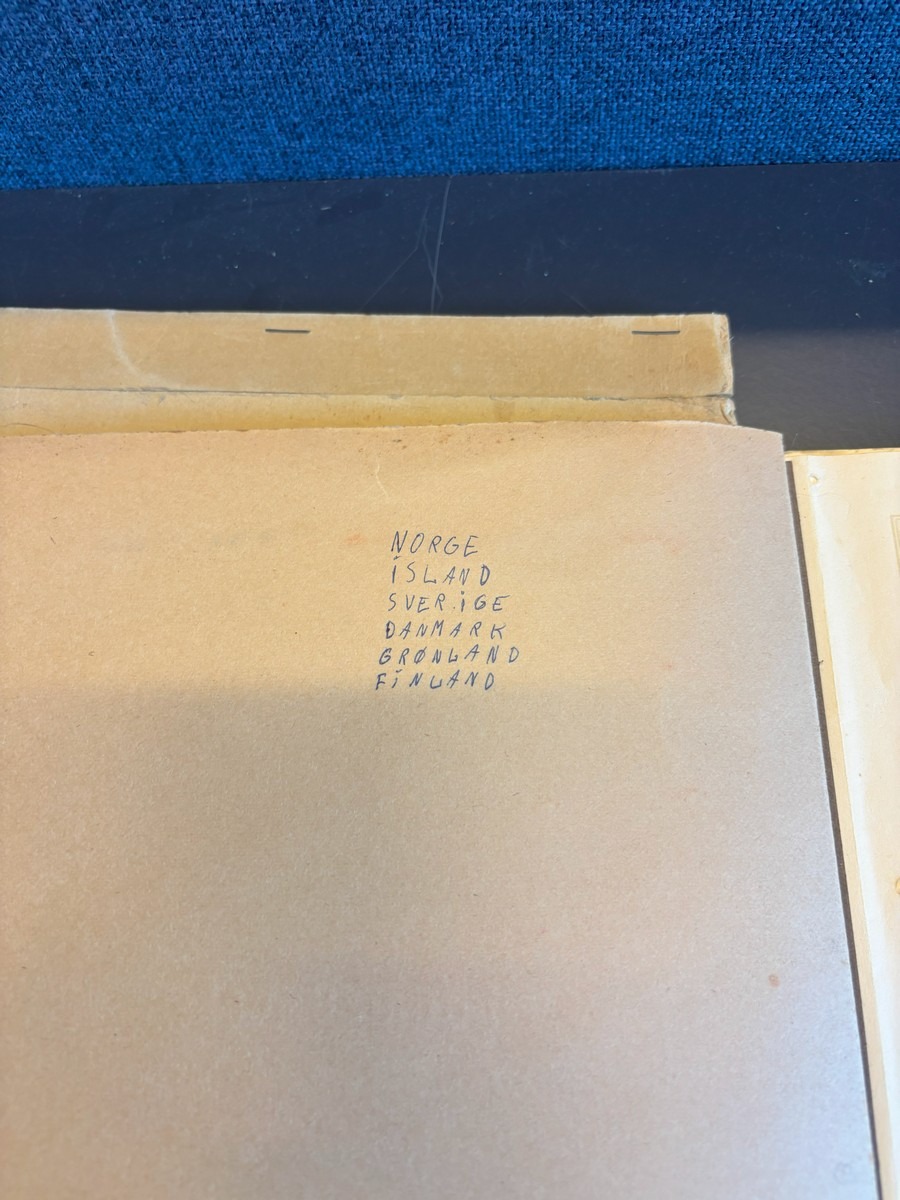 NORGE
ISLAND
SVERIGE
DANMARK
GRØNLAND
FINLAND